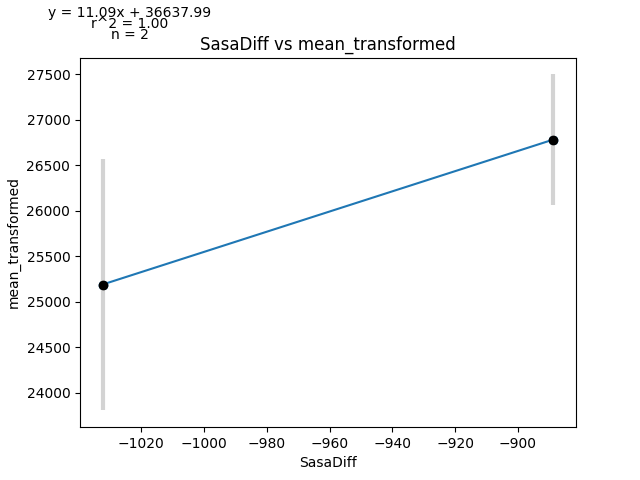 y = 11.09x + 36637.99
r^2 = 1.00
n = 2
SasaDiff vs mean_transformed
27500
27000
26500
26000
25500
25000
24500
24000
mean_transformed
−1020 −1000 −980 −960 −940 −920 −900
SasaDiff